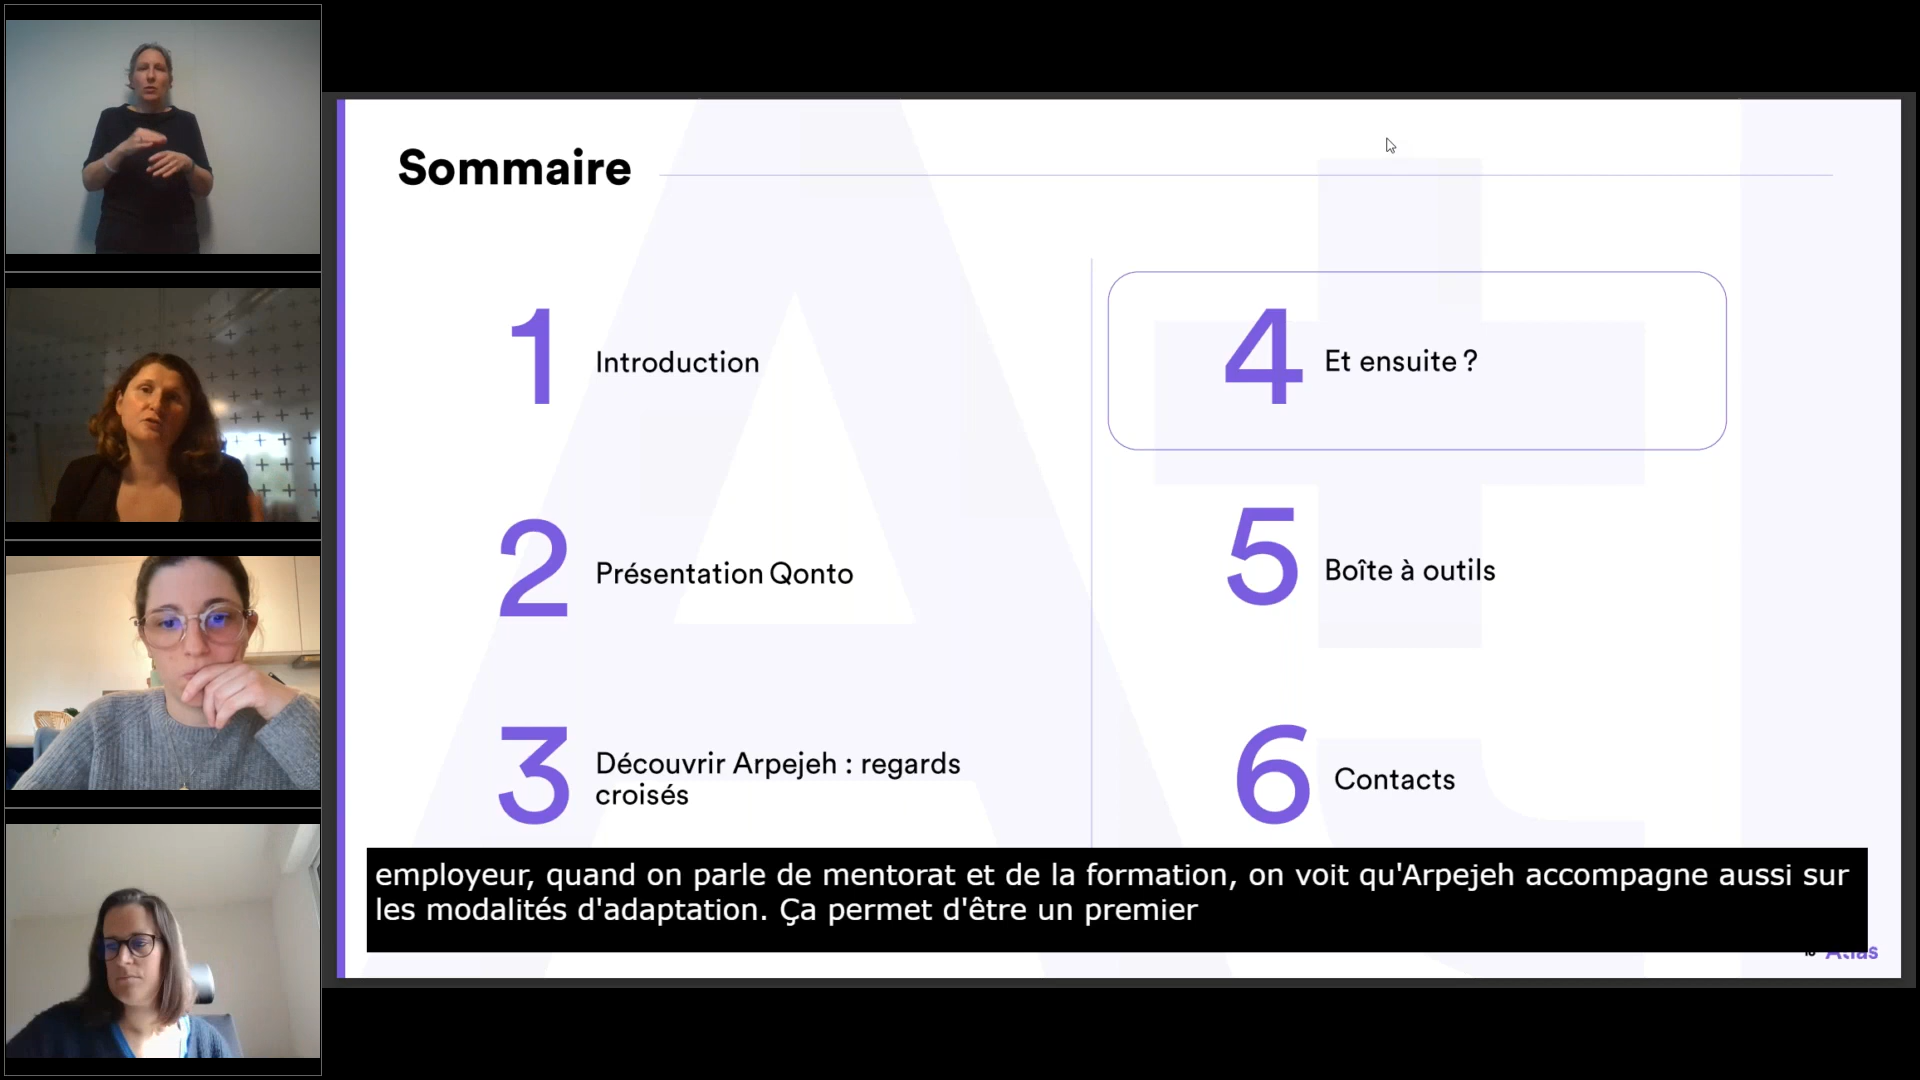 Sommaire
1 Introduction
2 Présentation Qonto
3 Découvrir Arpejeh : regards
croisés
4 Et ensuite ?
5 Boîte à outils
6 Contacts
employeur, quand on parle de mentorat et de la formation, on voit qu'Arpejeh accompagne aussi sur
les modalités d'adaptation. Ça permet d'être un premier
Atlas